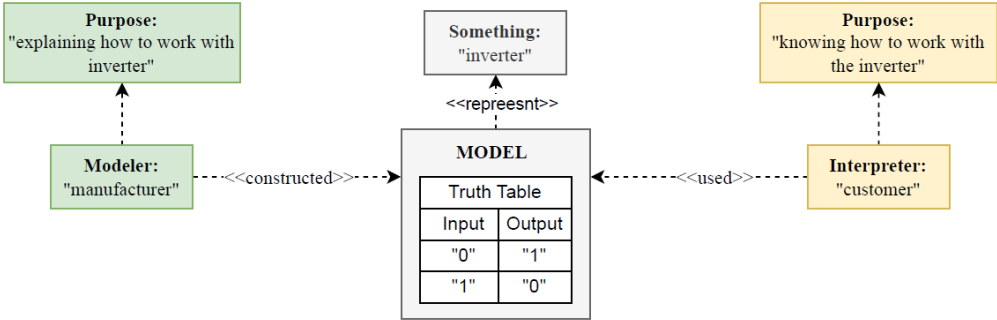 Purpose:
"explaining how to work with
inverter"
Something:
"inverter"
Purpose:
"knowing how to work with
the inverter"
<<repreesnt>>
Modeler:
"manufacturer"
<<constructed>>
MODEL
Truth Table
Input Output
"0" "1"
"1" "0"
<<used>>
Interpreter:
"customer"